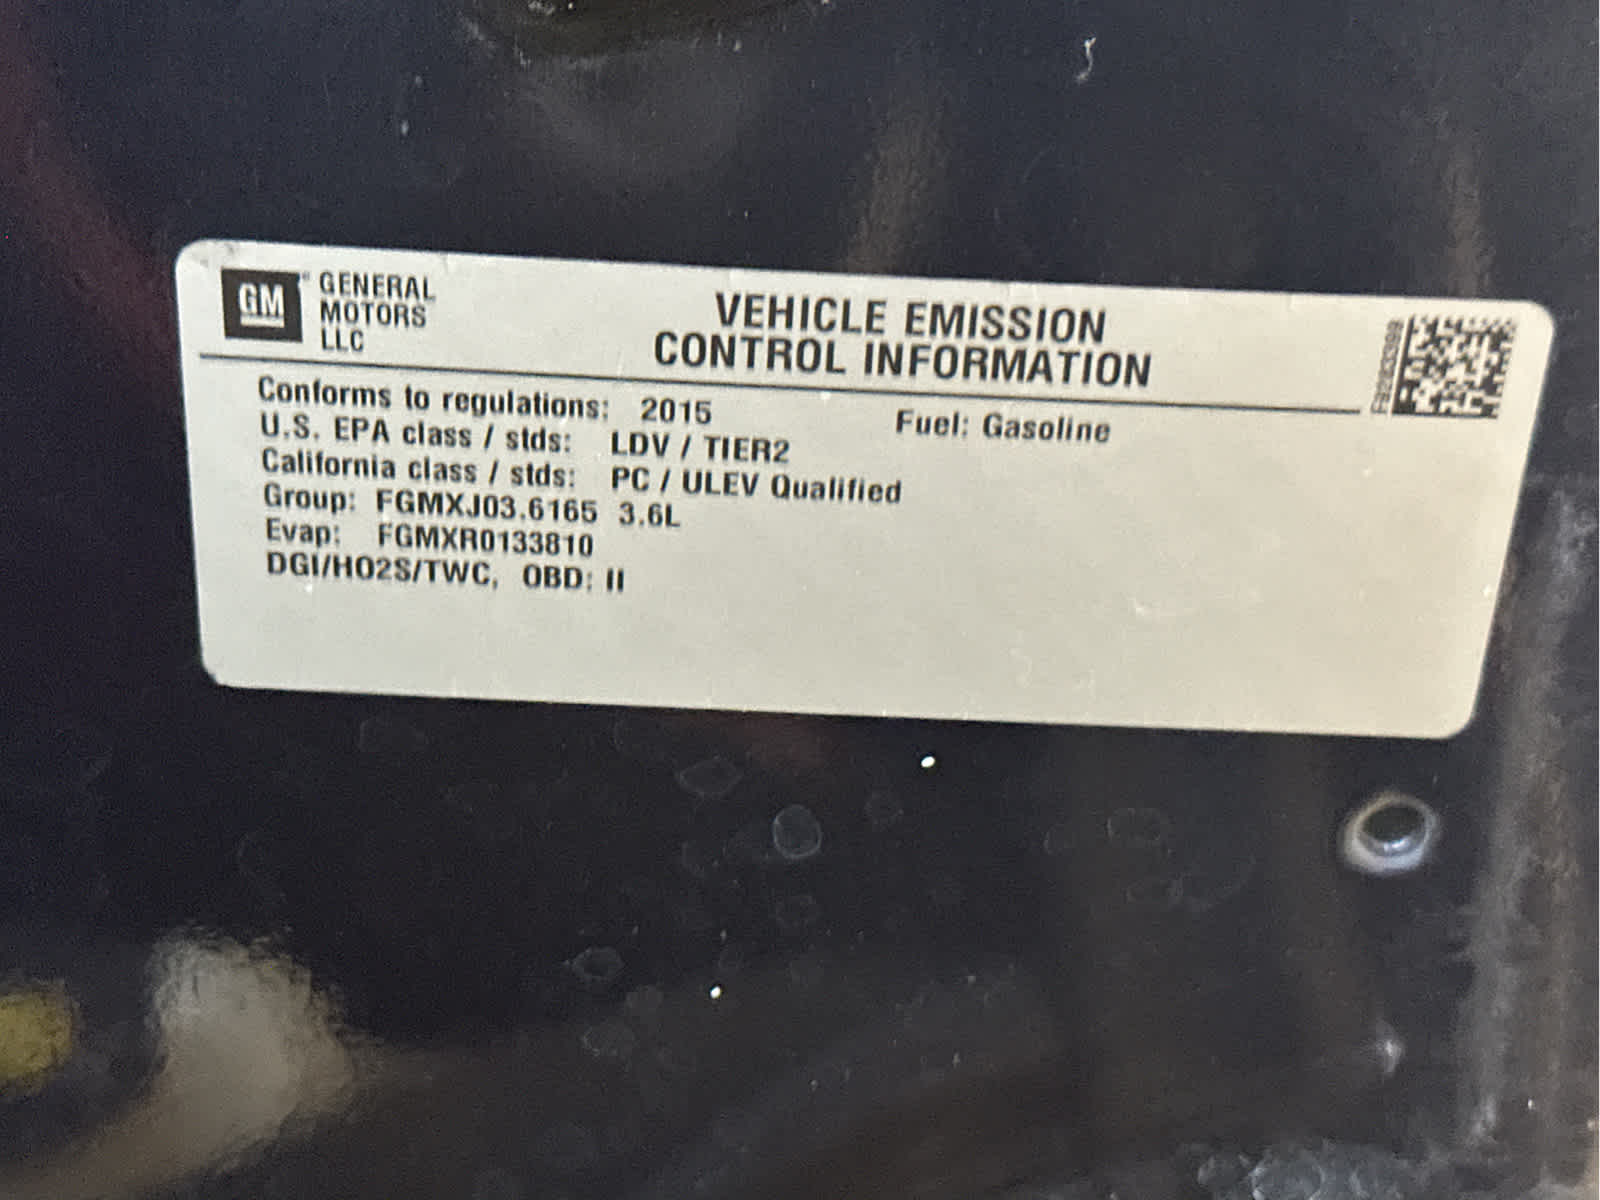 GM GENERAL
MOTORS
LLC
VEHICLE EMISSION
CONTROL INFORMATION
Conforms to regulations: 2015 Fuel: Gasoline
U.S. EPA class / stds: LDV / TIER2
California class / stds: PC / ULEV Qualified
Group: FGMXJ03.6165 3.6L
Evap: FGMXR0133810
DGI/HO2S/TWC, OBD: II